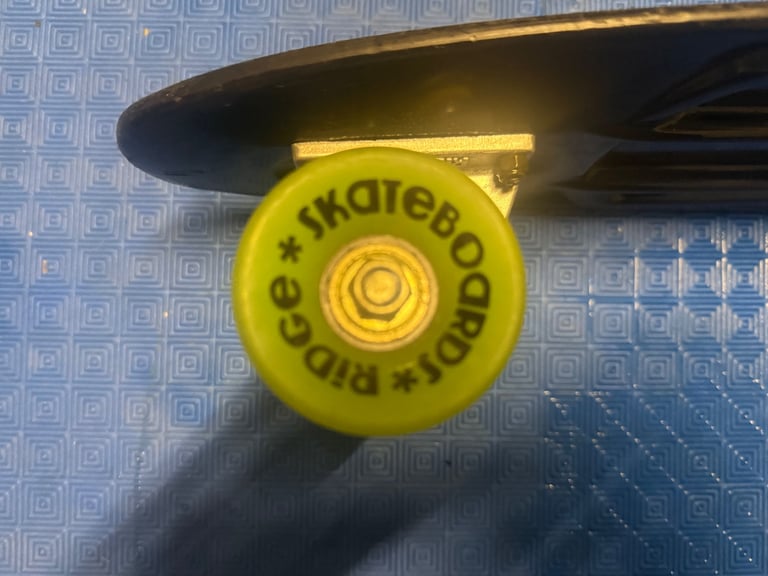 RiDGe * SKATEBOARDS *